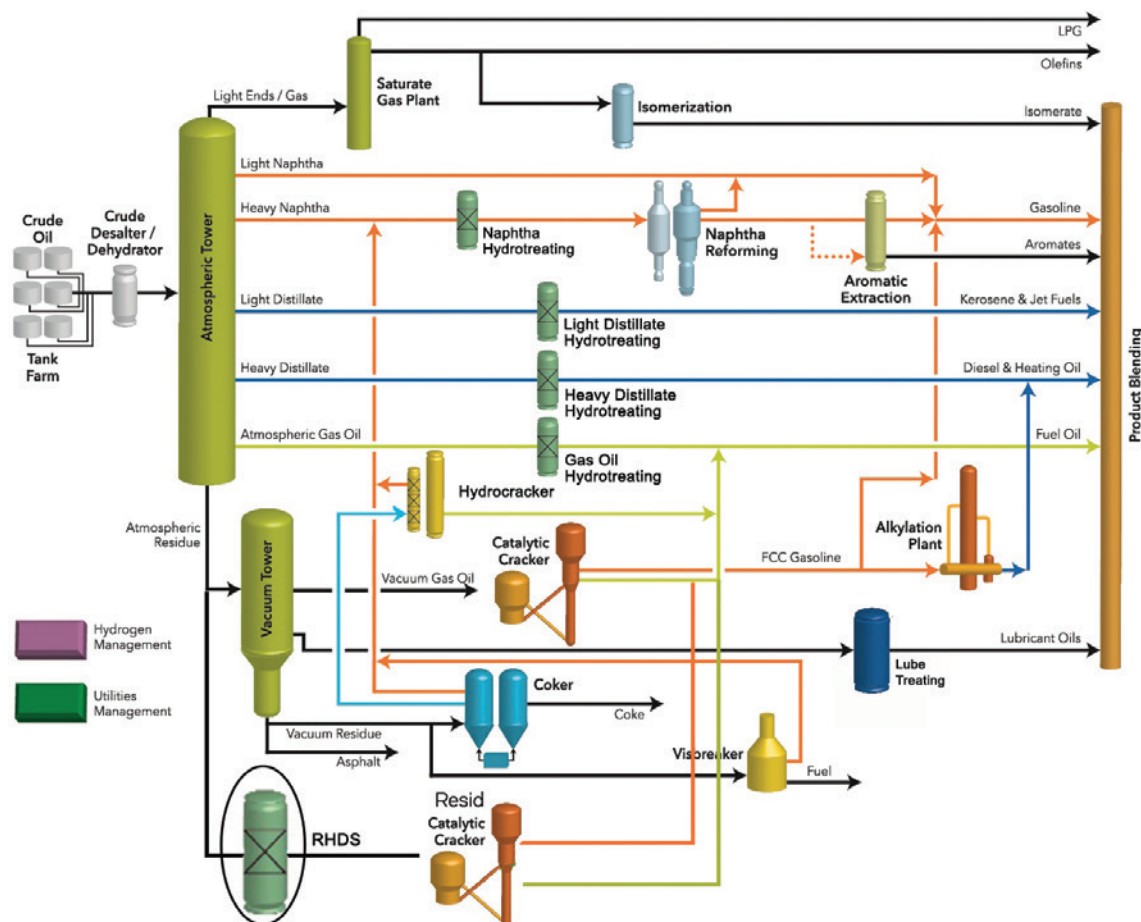 LPG
Olefins
Saturate
Gas Plant
Light Ends / Gas
Isomerization
Isomerate
Light Naphtha
Heavy Naphtha
Gasoline
Crude
Oil
Crude
Desalter /
Dehydrator
Naphtha
Hydrotreating
Naphtha
Reforming
Aromates
Aromatic
Extraction
Atmospheric Tower
Light Distillate
Kerosene & Jet Fuels
Light Distillate
Hydrotreating
Tank
Farm
Heavy Distillate
Diesel & Heating Oil
Heavy Distillate
Hydrotreating
Product Blending
Atmospheric Gas Oil
Fuel Oil
Gas Oil
Hydrotreating
Hydrocracker
Atmospheric
Residue
Catalytic
Cracker
Alkylation
Plant
FCC Gasoline
Vacuum Tower
Vacuum Gas Oil
Hydrogen
Management
Lubricant Oils
Lube
Treating
Utilities
Management
Coker
Coke
Vacuum Residue
Asphalt
Visbreaker
Fuel
Resid
Catalytic
Cracker
RHDS